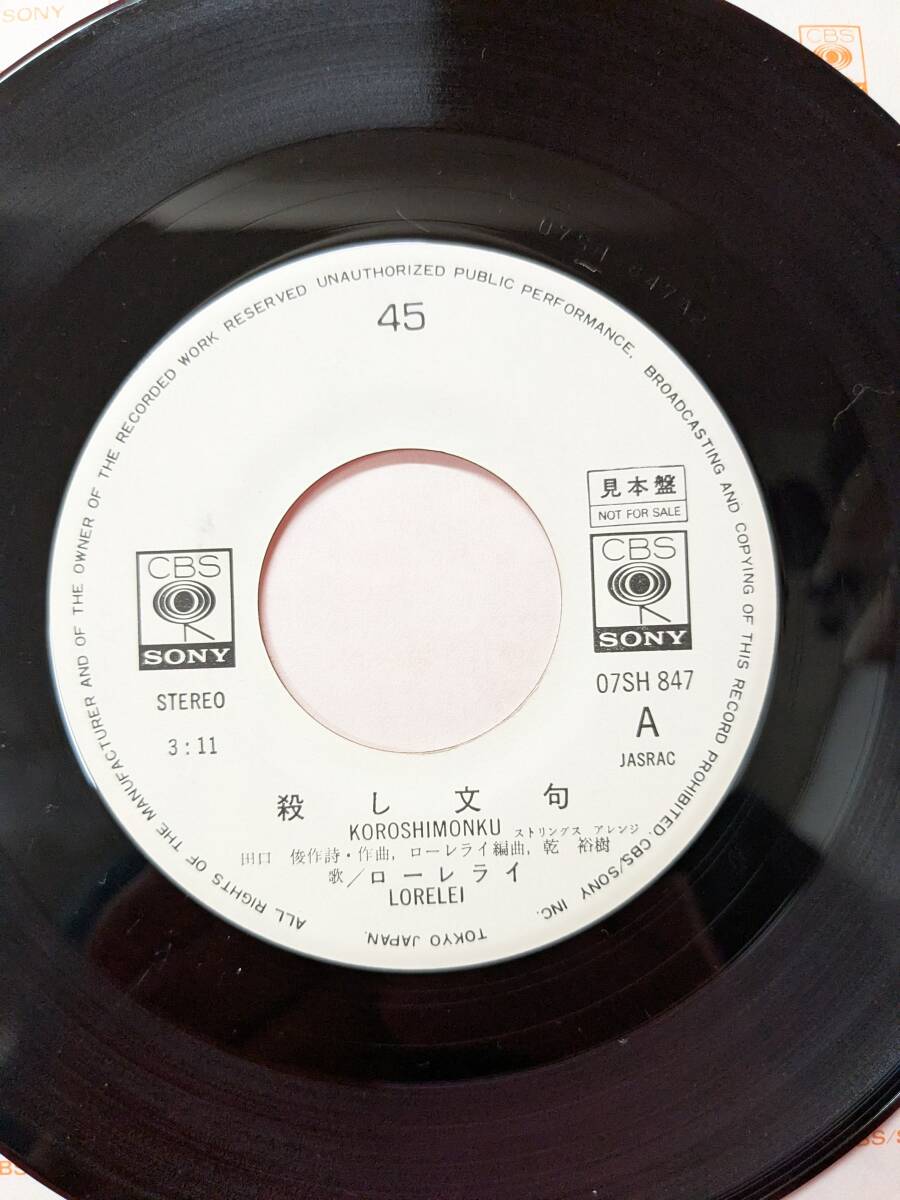 SONY
CBS
45
ALL RIGHTS OF THE MANUFACTURER AND OF THE OWNER OF THE RECORDED WORK RESERVED UNAUTHORIZED PUBLIC PERFORMANCE, BROADCASTING AND COPYING OF THIS RECORD PROHIBITED. CBS/SONY INC. TOKYO JAPAN.
見本盤
NOT FOR SALE
CBS
SONY
CBS
SONY
STEREO
3:11
07SH 847
A
JASRAC
殺し文句
KOROSHIMONKU ストリングス アレンジ
田口 俊作詩・作曲, ローレライ編曲, 乾 裕樹
歌/ローレライ
LORELEI